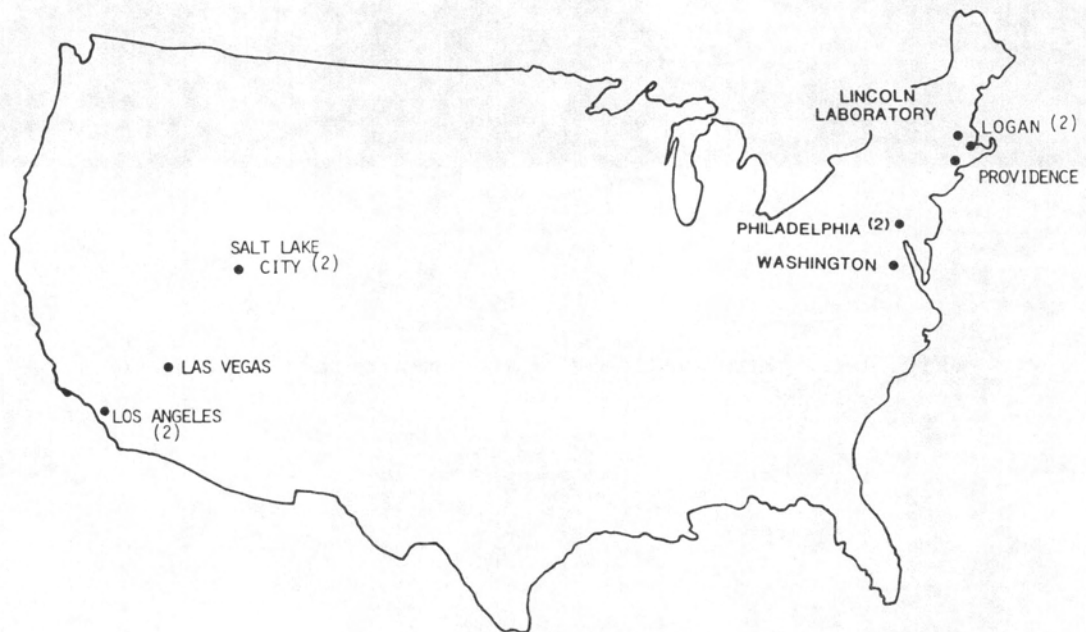 LINCOLN
LABORATORY
LOGAN (2)
PROVIDENCE
PHILADELPHIA (2)
WASHINGTON
SALT LAKE
CITY (2)
LAS VEGAS
LOS ANGELES
(2)